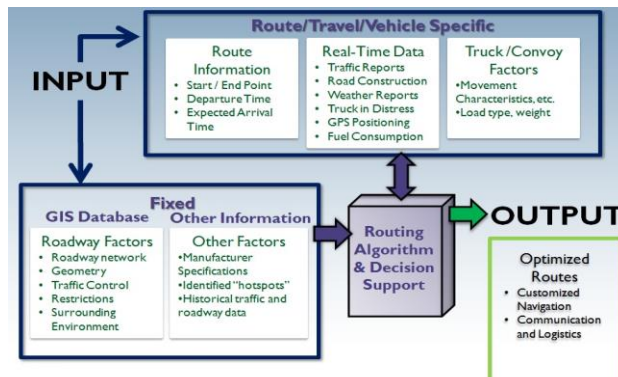 Route/Travel/Vehicle Specific
INPUT
Route
Information
• Start / End Point
• Departure Time
• Expected Arrival
Time
Real-Time Data
• Traffic Reports
• Road Construction
• Weather Reports
• Truck in Distress
• GPS Positioning
• Fuel Consumption
Truck /Convoy
Factors
•Movement
Characteristics, etc.
•Load type, weight
Fixed
GIS Database
Other Information
Roadway Factors
• Roadway network
• Geometry
• Traffic Control
• Restrictions
• Surrounding
Environment
Other Factors
•Manufacturer
Specifications
•Identified "hotspots"
•Historical traffic and
roadway data
Routing
Algorithm
& Decision
Support
OUTPUT
Optimized
Routes
• Customized
Navigation
• Communication
and Logistics